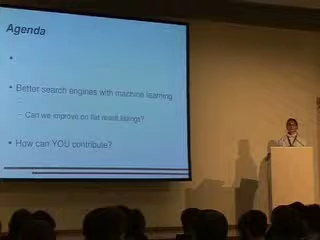 Agenda
•
• Better search engines with machine learning
– Can we improve on flat result listings?
• How can YOU contribute?